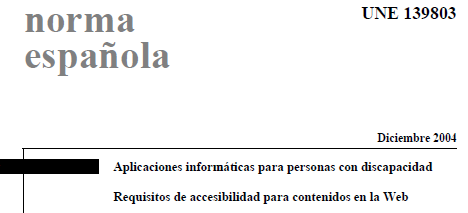 norma
española
UNE 139803
Diciembre 2004
Aplicaciones informáticas para personas con discapacidad
Requisitos de accesibilidad para contenidos en la Web